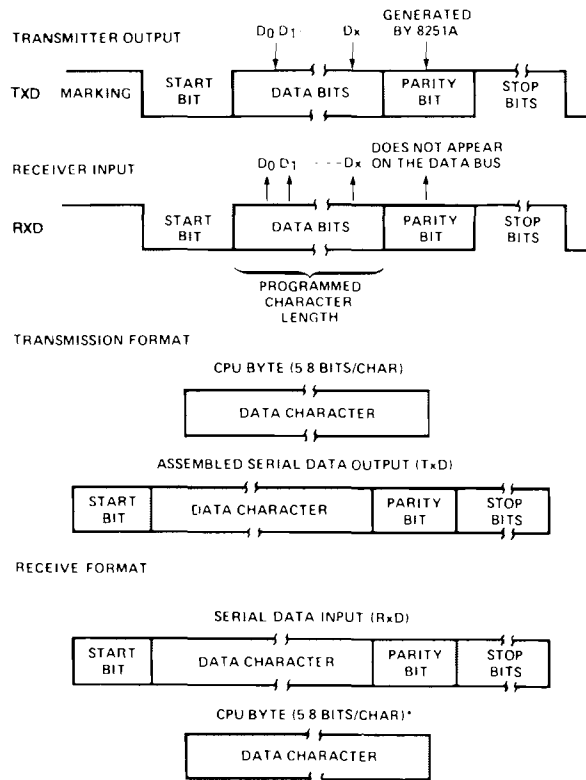 TRANSMITTER OUTPUT
D0 D1
Dx
GENERATED
BY 8251A
TXD
MARKING
START
BIT
DATA BITS
PARITY
BIT
STOP
BITS
RECEIVER INPUT
D0 D1 --- Dx
DOES NOT APPEAR
ON THE DATA BUS
RXD
START
BIT
DATA BITS
PARITY
BIT
STOP
BITS
PROGRAMMED
CHARACTER
LENGTH
TRANSMISSION FORMAT
CPU BYTE (5 8 BITS/CHAR)
DATA CHARACTER
ASSEMBLED SERIAL DATA OUTPUT (TxD)
START
BIT
DATA CHARACTER
PARITY
BIT
STOP
BITS
RECEIVE FORMAT
SERIAL DATA INPUT (RxD)
START
BIT
DATA CHARACTER
PARITY
BIT
STOP
BITS
CPU BYTE (5 8 BITS/CHAR)*
DATA CHARACTER